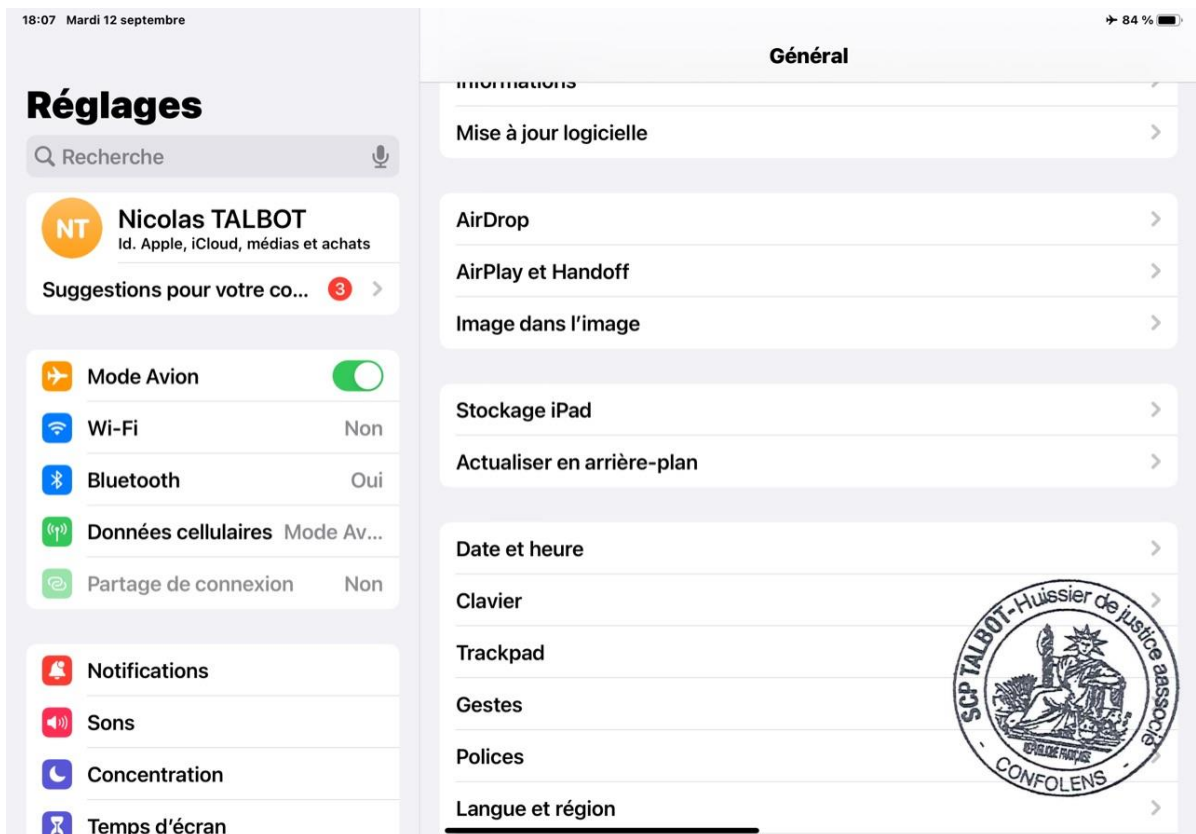 18:07 Mardi 12 septembre
84 %
Réglages
Recherche
NT
Nicolas TALBOT
Id. Apple, iCloud, médias et achats
Suggestions pour votre co... 3
Mode Avion
Wi-Fi Non
Bluetooth Oui
Données cellulaires Mode Av...
Partage de connexion Non
Notifications
Sons
Concentration
Temps d'écran
Général
Informations
Mise à jour logicielle
AirDrop
AirPlay et Handoff
Image dans l'image
Stockage iPad
Actualiser en arrière-plan
Date et heure
Clavier
Trackpad
Gestes
Polices
Langue et région
SCP TALBOT-Huissier de justice associé
REPUBLIQUE FRANÇAISE
- CONFOLENS -